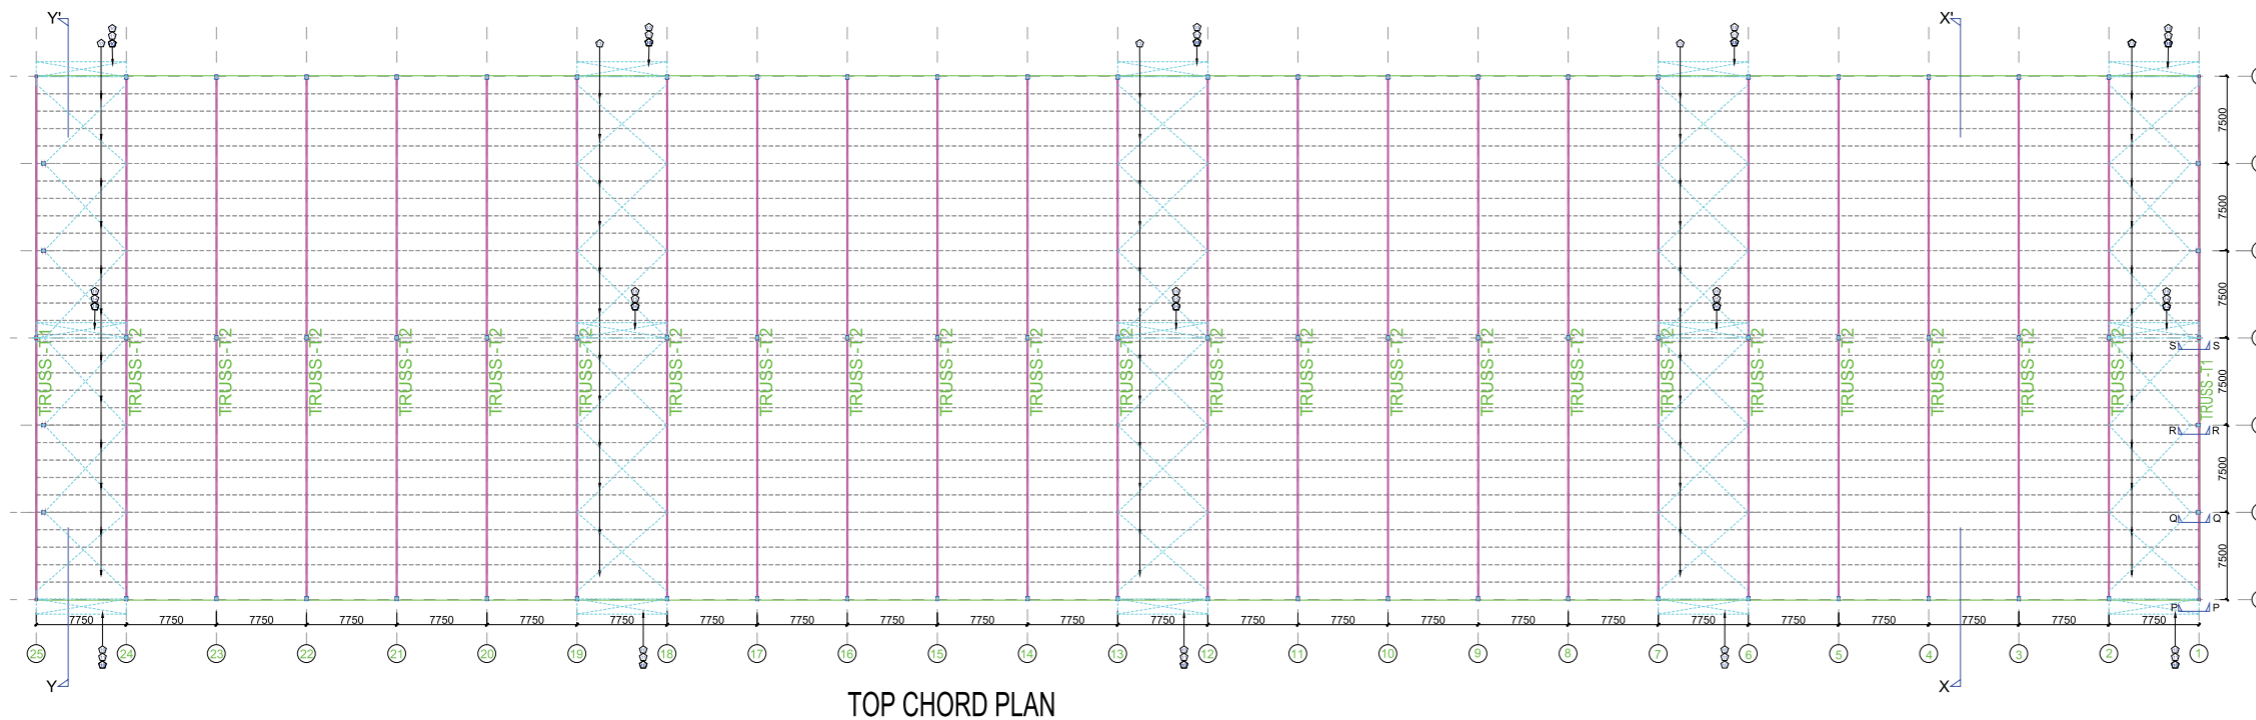 Y' X'
7500
7500
7500
TRUSS -T1 TRUSS -T2 TRUSS -T2 TRUSS -T2 TRUSS -T2 TRUSS -T2 TRUSS -T2 TRUSS -T2 TRUSS -T2 TRUSS -T2 TRUSS -T2 TRUSS -T2 TRUSS -T2 TRUSS -T2 TRUSS -T2 TRUSS -T2 TRUSS -T2 TRUSS -T2 TRUSS -T2 TRUSS -T2 TRUSS -T2 TRUSS -T2 TRUSS -T2 TRUSS -T2 TRUSS -T1
S S
7500
R R
7500
Q Q
7500
P P
7750 7750 7750 7750 7750 7750 7750 7750 7750 7750 7750 7750 7750 7750 7750 7750 7750 7750 7750 7750 7750 7750 7750 7750
25 24 23 22 21 20 19 18 17 16 15 14 13 12 11 10 9 8 7 6 5 4 3 2 1
Y X
TOP CHORD PLAN